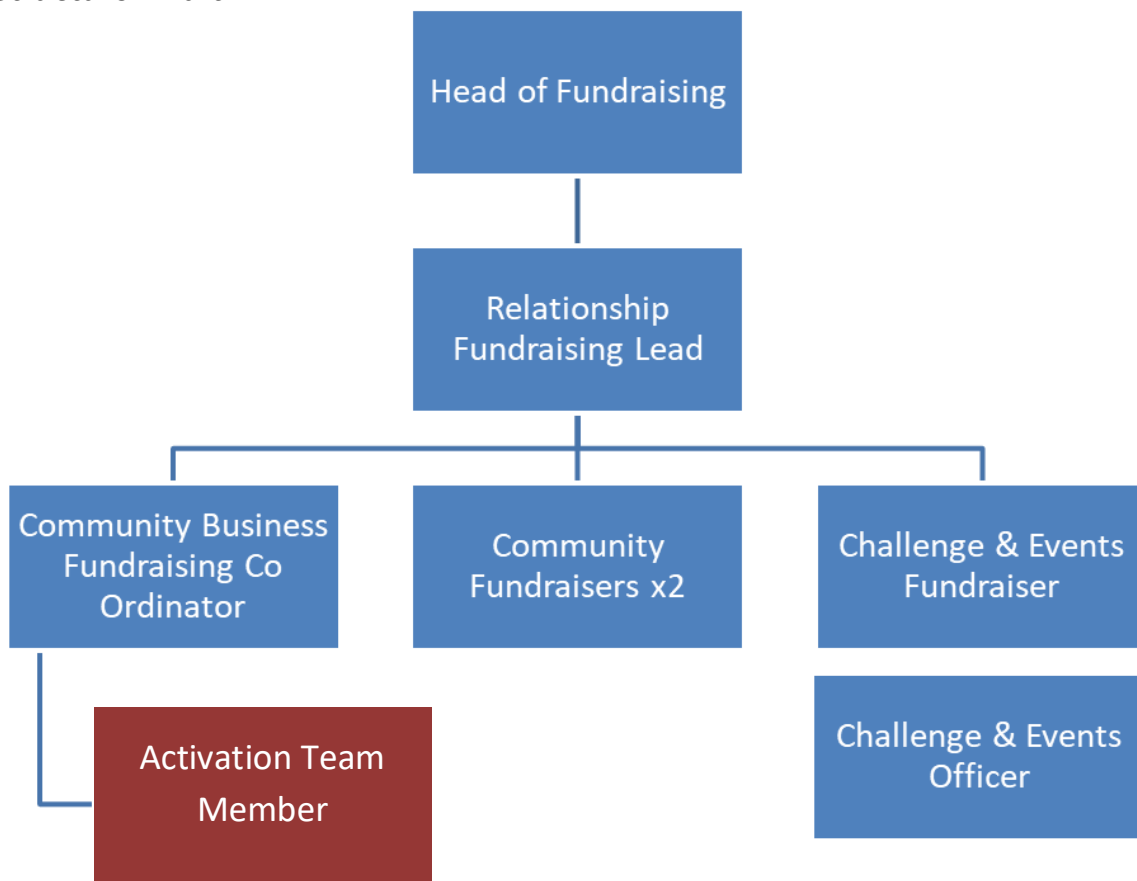 Head of Fundraising
Relationship
Fundraising Lead
Community Business
Fundraising Co
Ordinator
Community
Fundraisers x2
Challenge & Events
Fundraiser
Activation Team
Member
Challenge & Events
Officer